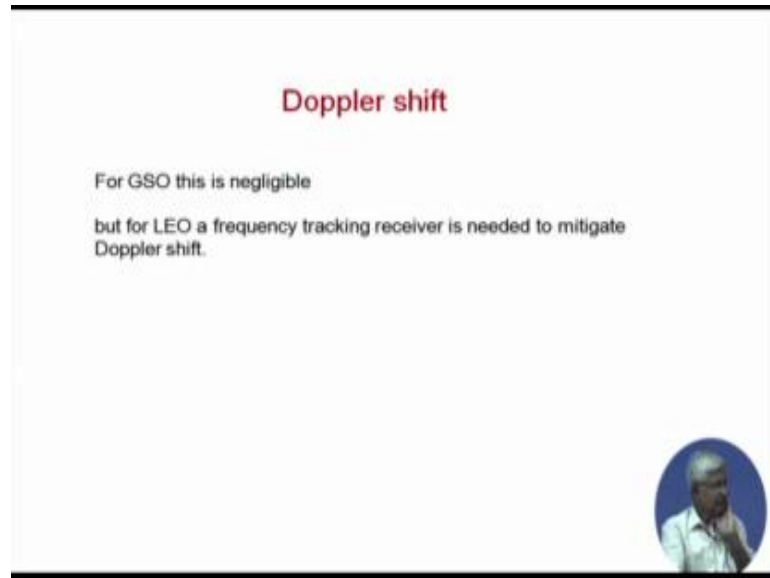 Doppler shift
For GSO this is negligible
but for LEO a frequency tracking receiver is needed to mitigate
Doppler shift.